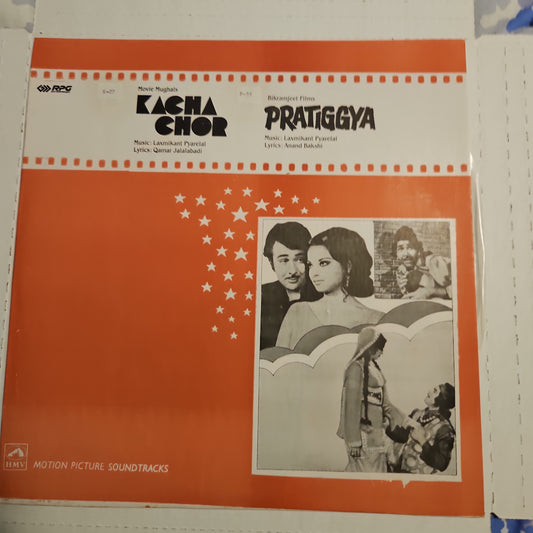 RPG
Movie Mughals
KACHA
CHOR
Music: Laxmikant Pyarelal
Lyrics: Qamar Jalalabadi
Bikramjeet Films
PRATIGGYA
Music: Laxmikant Pyarelal
Lyrics: Anand Bakshi
HMV
MOTION PICTURE SOUNDTRACKS